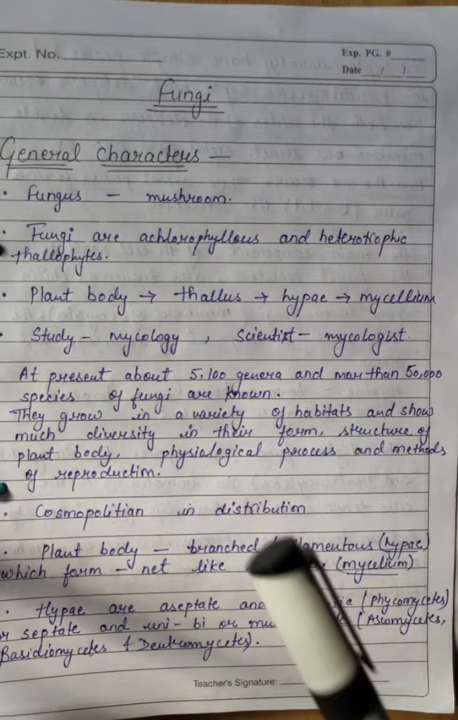 Expt. No.
Exp. PG. #
Date
Fungi
General characters –
• Fungus – mushroom.
• Fungi are achlorophyllous and heterotrophic
thallophytes.
• Plant body → thallus → hypae → mycellium
• Study – mycology , Scientist – mycologist.
At present about 5,100 genera and more than 50,000
species of fungi are known.
They grow in a variety of habitats and show
much diversity in their form, structure of
plant body, physiological process and methods
of reproduction.
• Cosmopolition in distribution
• Plant body – branched filamentous (hypae)
which form – net like (mycelium)
• Hypae are aseptate and (Phycomycetes)
or septate and uni- bi or (Ascomycetes,
Basidiomycetes & Deuteromycetes).
Teacher's Signature: